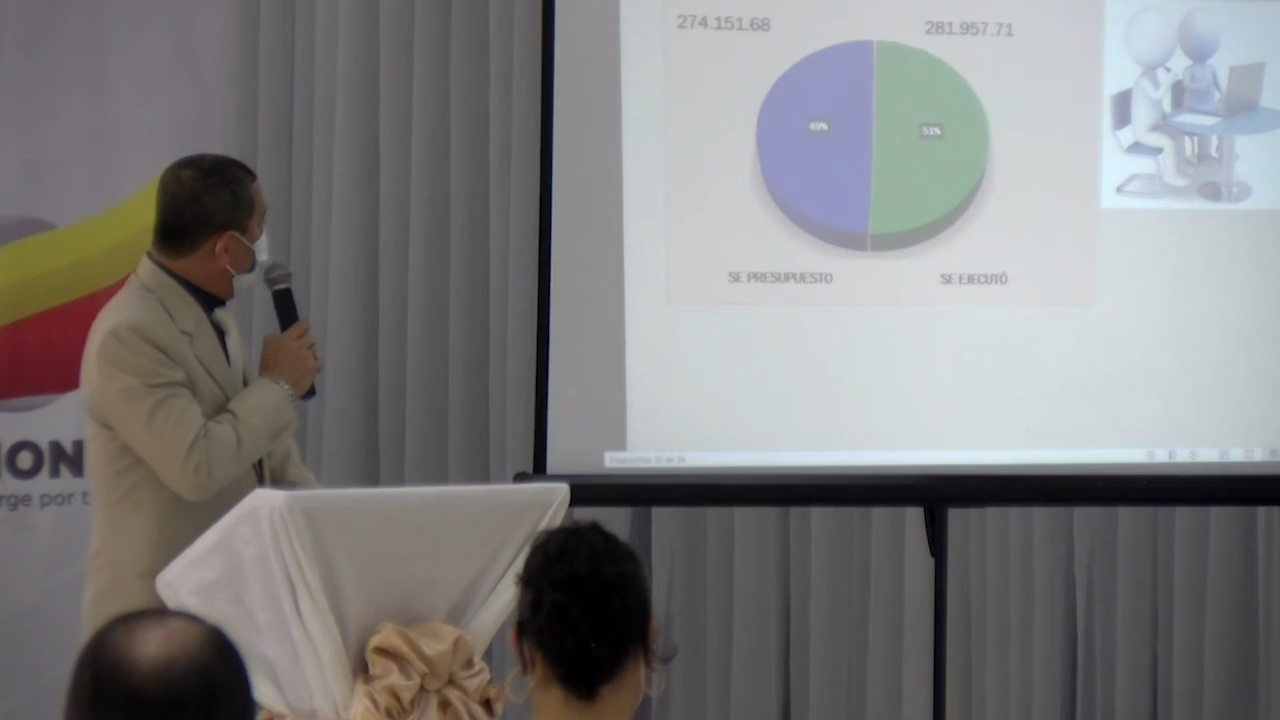 274.151.68
281.957.71
49%
51%
SE PRESUPUESTO
SE EJECUTÓ
ION
rge por t